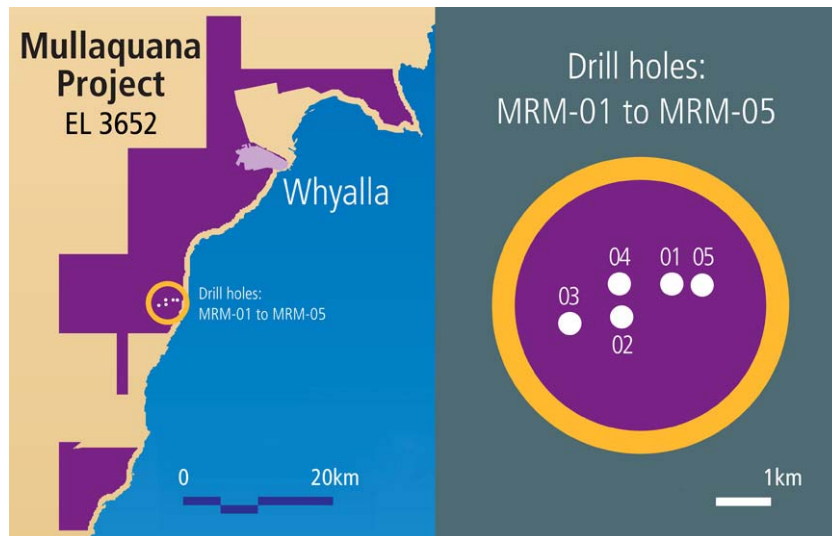 Mullaquana
Project
EL 3652
Whyalla
Drill holes:
MRM-01 to MRM-05
0 20km
Drill holes:
MRM-01 to MRM-05
04 01 05
03
02
1km